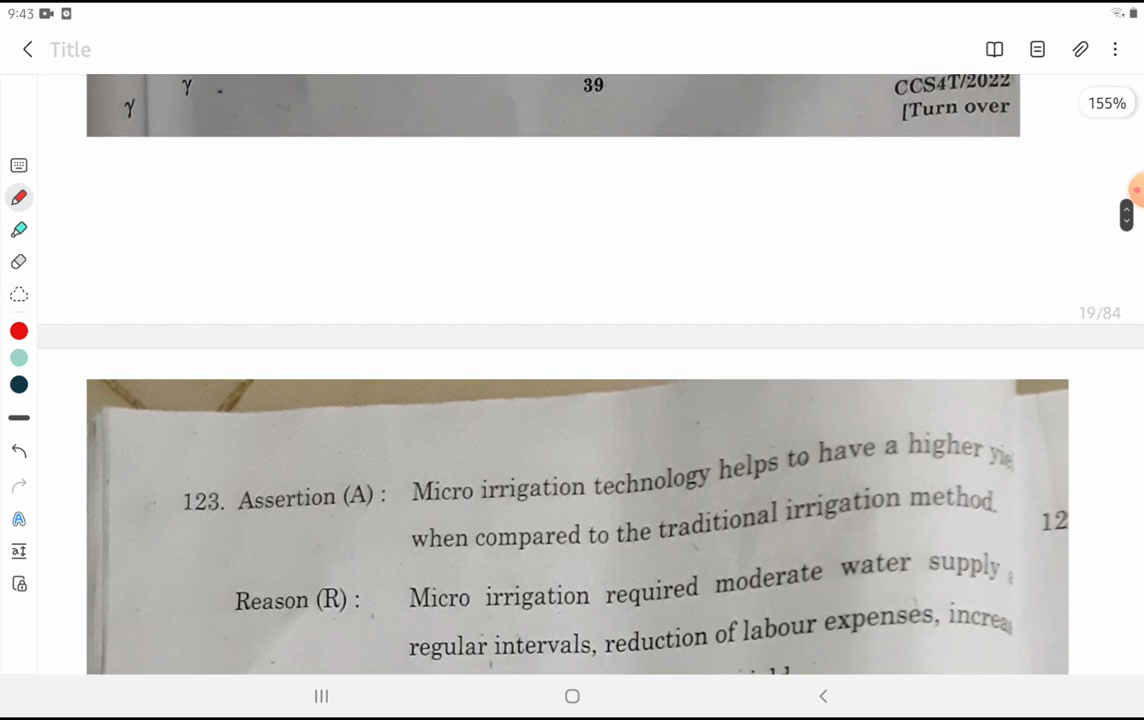 9:43
Title
γ γ 39 CCS4T/2022
[Turn over
155%
19/84
123. Assertion (A) : Micro irrigation technology helps to have a higher
when compared to the traditional irrigation method
12
Reason (R) : Micro irrigation required moderate water supply
regular intervals, reduction of labour expenses,